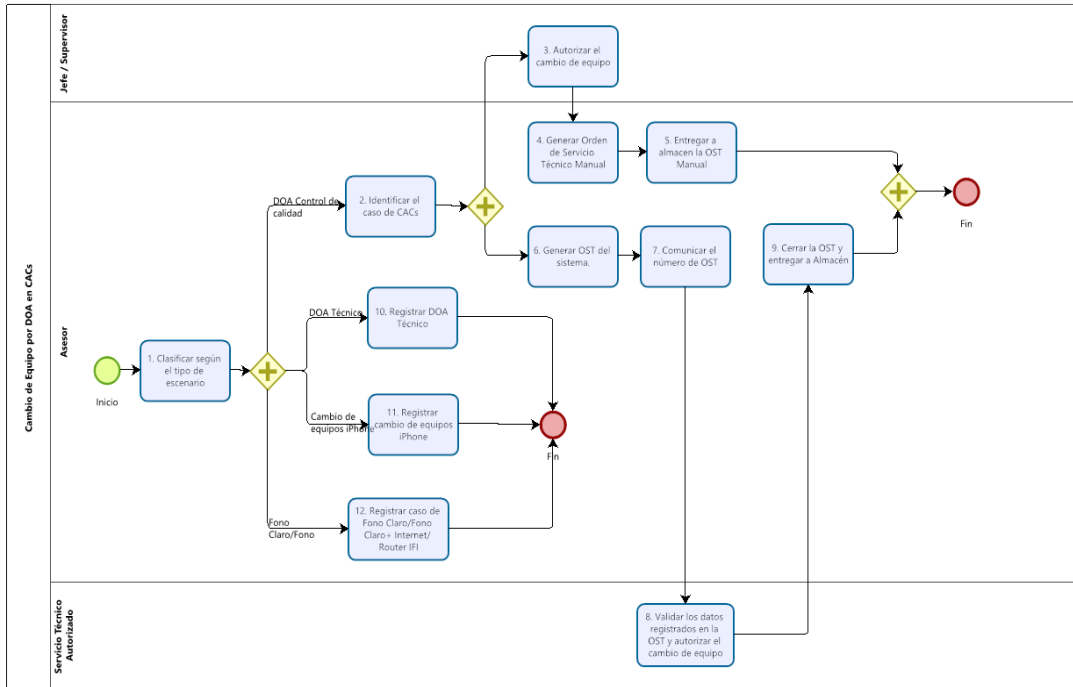 Cambio de Equipo por DOA en CACs
Jefe / Supervisor
3. Autorizar el
cambio de equipo
Asesor
4. Generar Orden
de Servicio
Técnico Manual
5. Entregar a
almacen la OST
Manual
DOA Control de
calidad
2. Identificar el
caso de CACs
Fin
6. Generar OST del
sistema.
7. Comunicar el
número de OST
9. Cerrar la OST y
entregar a Almacén
DOA Técnico
10. Registrar DOA
Técnico
1. Clasificar según
el tipo de
escenario
Inicio
Cambio de
equipos iPhone
11. Registrar
cambio de equipos
iPhone
Fin
Fono
Claro/Fono
12. Registrar caso de
Fono Claro/Fono
Claro+ Internet/
Router IFI
Servicio Técnico
Autorizado
8. Validar los datos
registrados en la
OST y autorizar el
cambio de equipo